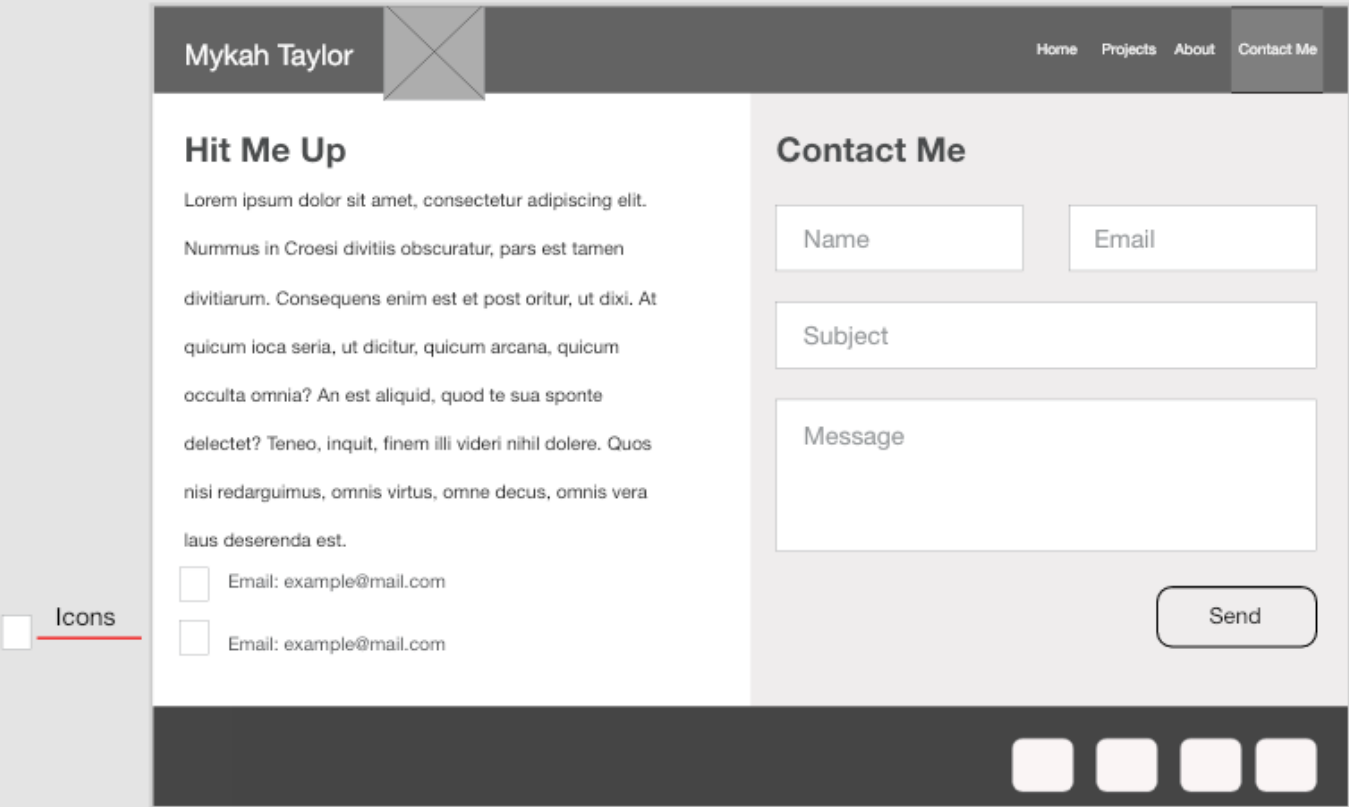 Mykah Taylor
Home Projects About Contact Me
Hit Me Up
Lorem ipsum dolor sit amet, consectetur adipiscing elit.
Nummus in Croesi divitiis obscuratur, pars est tamen
divitiarum. Consequens enim est et post oritur, ut dixi. At
quicum ioca seria, ut dicitur, quicum arcana, quicum
occulta omnia? An est aliquid, quod te sua sponte
delectet? Teneo, inquit, finem illi videri nihil dolere. Quos
nisi redarguimus, omnis virtus, omne decus, omnis vera
laus deserenda est.
Email: example@mail.com
Email: example@mail.com
Icons
Contact Me
Name
Email
Subject
Message
Send